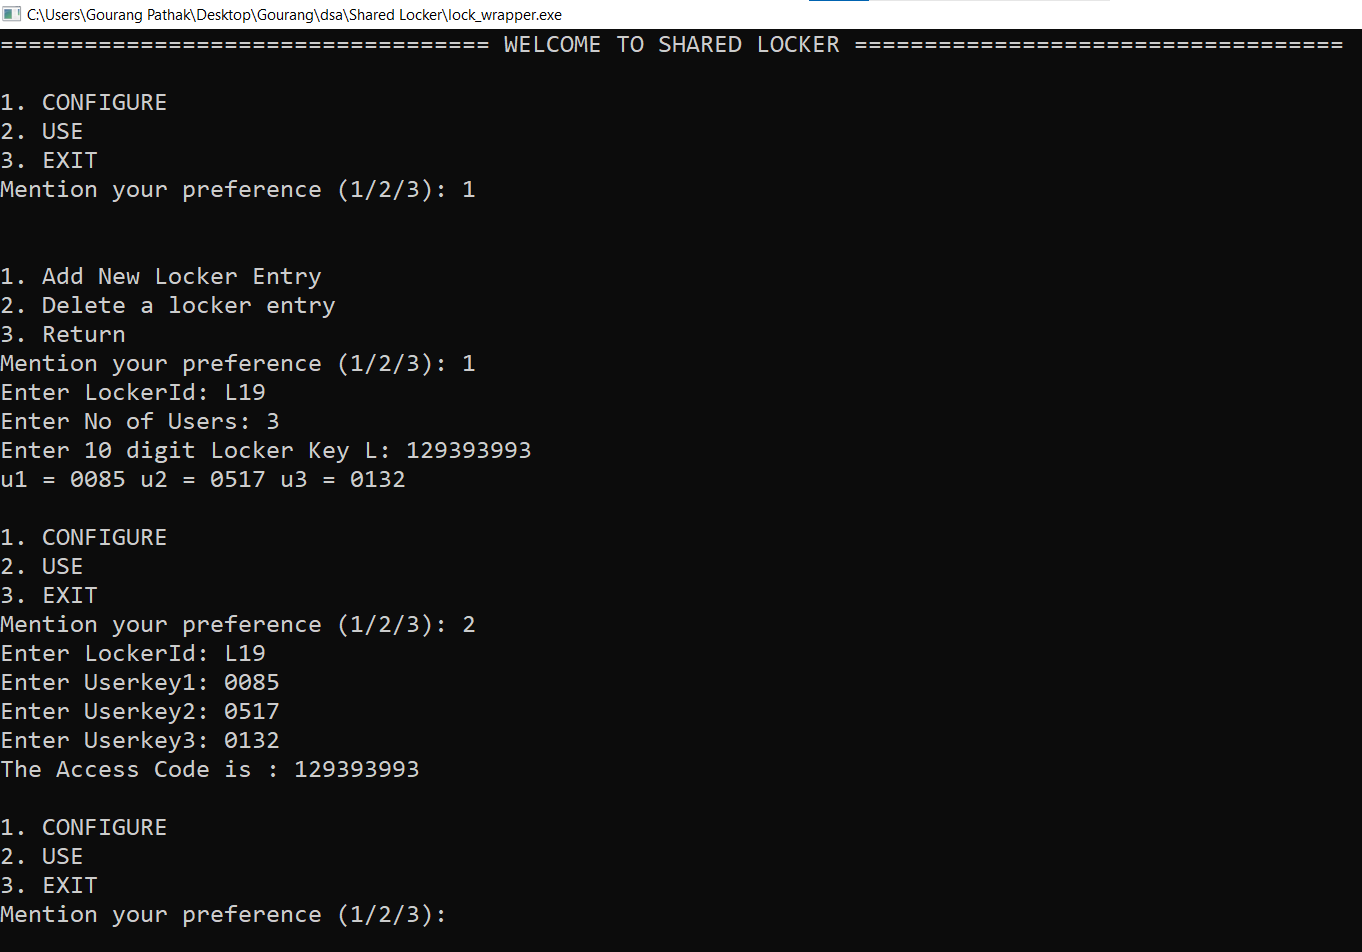 C:\Users\Gourang Pathak\Desktop\Gourang\dsa\Shared Locker\lock_wrapper.exe
=================================== WELCOME TO SHARED LOCKER ===================================
1. CONFIGURE
2. USE
3. EXIT
Mention your preference (1/2/3): 1
1. Add New Locker Entry
2. Delete a locker entry
3. Return
Mention your preference (1/2/3): 1
Enter LockerId: L19
Enter No of Users: 3
Enter 10 digit Locker Key L: 129393993
u1 = 0085 u2 = 0517 u3 = 0132
1. CONFIGURE
2. USE
3. EXIT
Mention your preference (1/2/3): 2
Enter LockerId: L19
Enter Userkey1: 0085
Enter Userkey2: 0517
Enter Userkey3: 0132
The Access Code is : 129393993
1. CONFIGURE
2. USE
3. EXIT
Mention your preference (1/2/3):